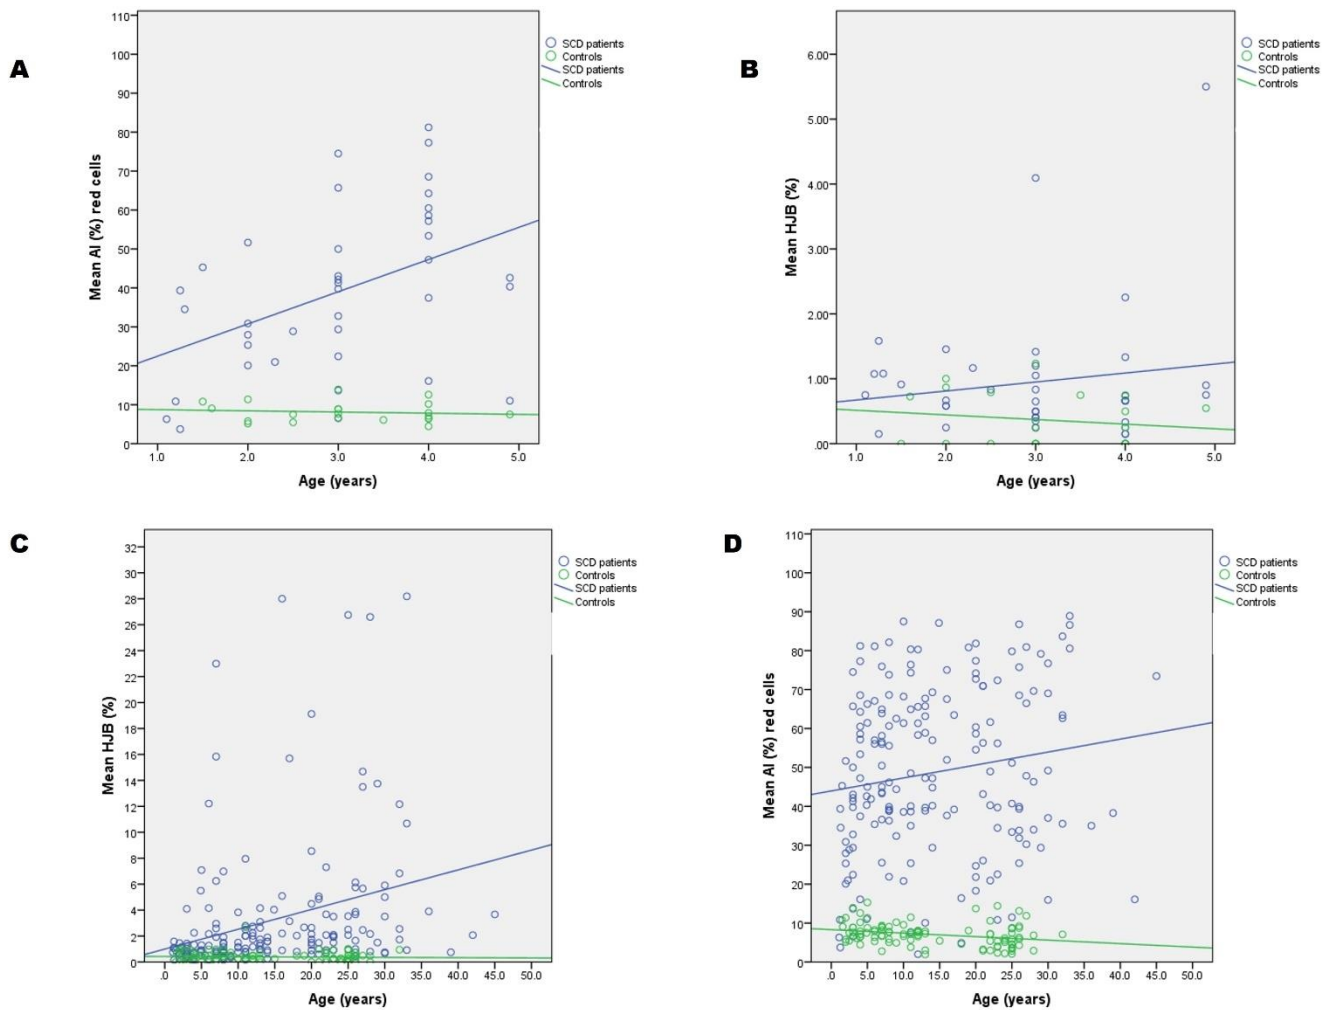 A
Mean AI (%) red cells
110
100
90
80
70
60
50
40
30
20
10
0
1.0 2.0 3.0 4.0 5.0
Age (years)
SCD patients
Controls
SCD patients
Controls
B
Mean HJB (%)
6.00
5.00
4.00
3.00
2.00
1.00
.00
1.0 2.0 3.0 4.0 5.0
Age (years)
SCD patients
Controls
SCD patients
Controls
C
Mean HJB (%)
32
30
28
26
24
22
20
18
16
14
12
10
8
6
4
2
0
.0 5.0 10.0 15.0 20.0 25.0 30.0 35.0 40.0 45.0 50.0
Age (years)
SCD patients
Controls
SCD patients
Controls
D
Mean AI (%) red cells
110
100
90
80
70
60
50
40
30
20
10
0
.0 5.0 10.0 15.0 20.0 25.0 30.0 35.0 40.0 45.0 50.0
Age (years)
SCD patients
Controls
SCD patients
Controls